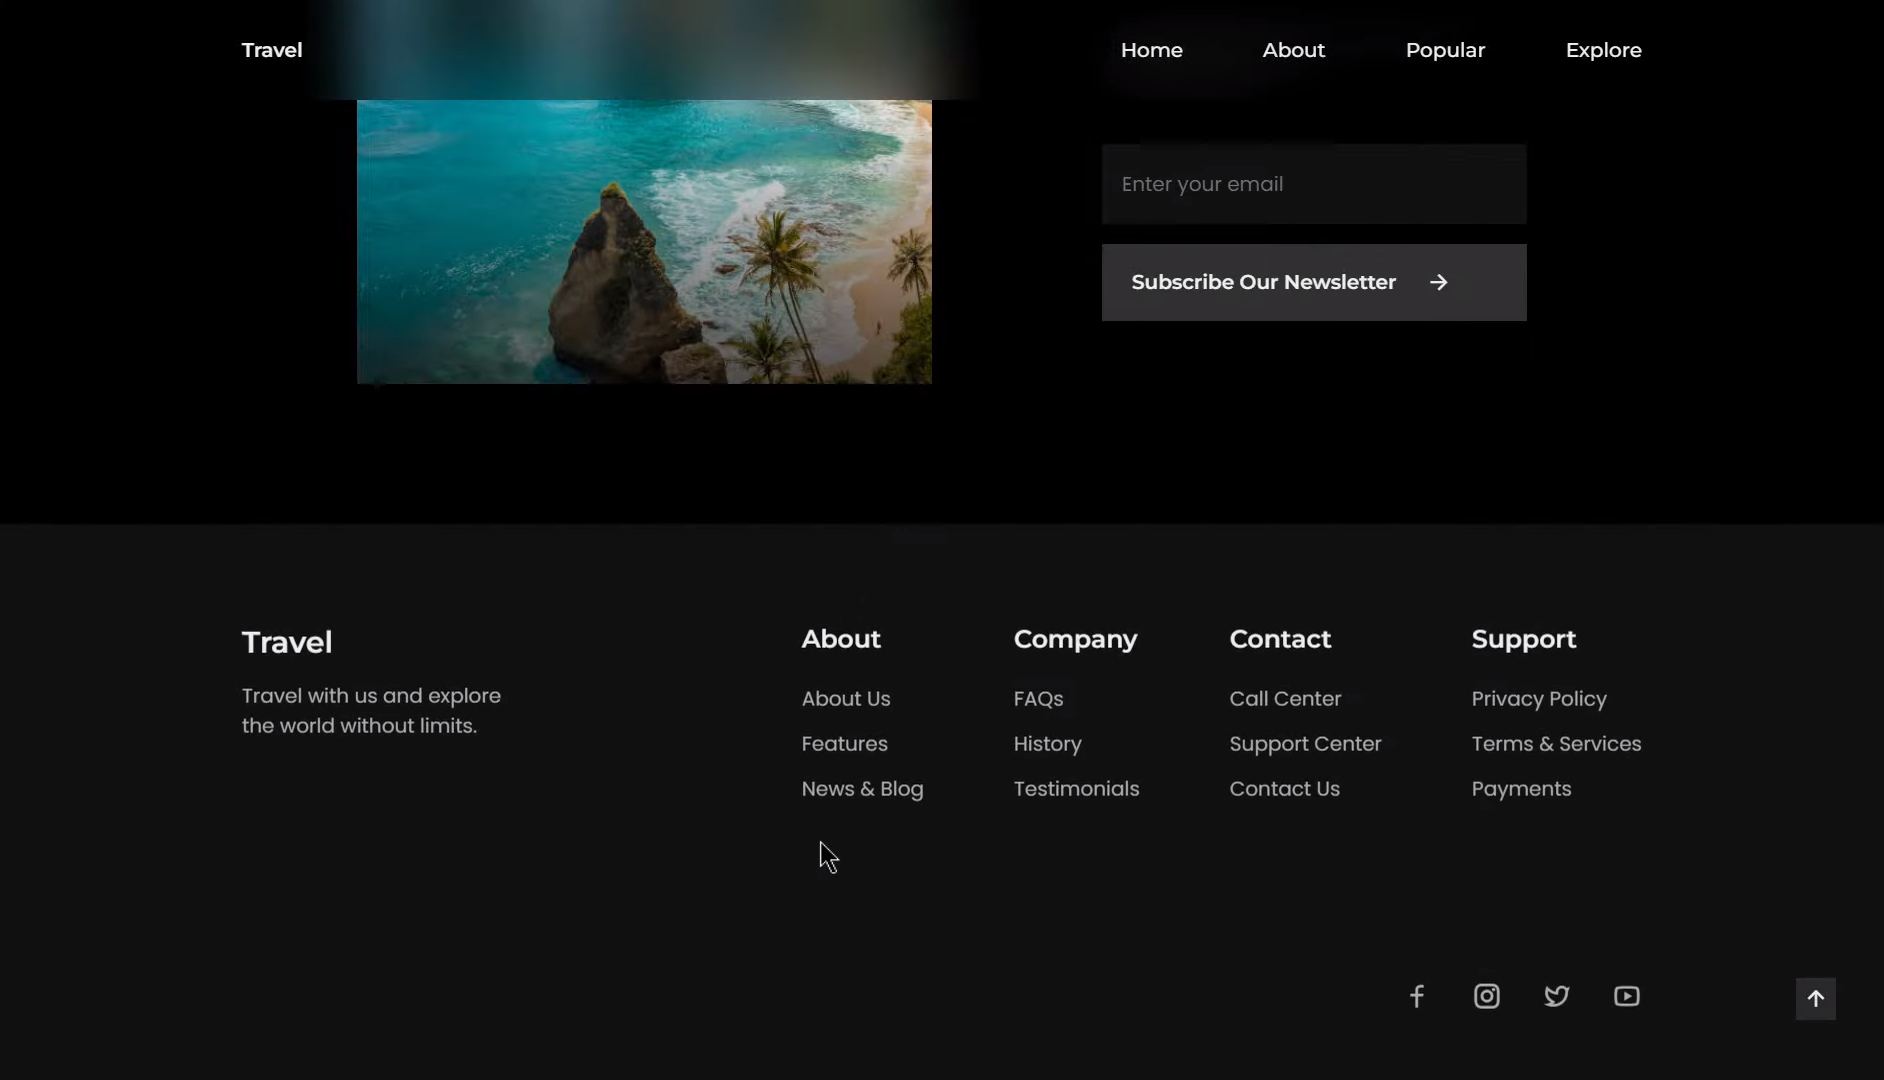 Travel
Home
About
Popular
Explore
Enter your email
Subscribe Our Newsletter
Travel
Travel with us and explore
the world without limits.
About
About Us
Features
News & Blog
Company
FAQs
History
Testimonials
Contact
Call Center
Support Center
Contact Us
Support
Privacy Policy
Terms & Services
Payments